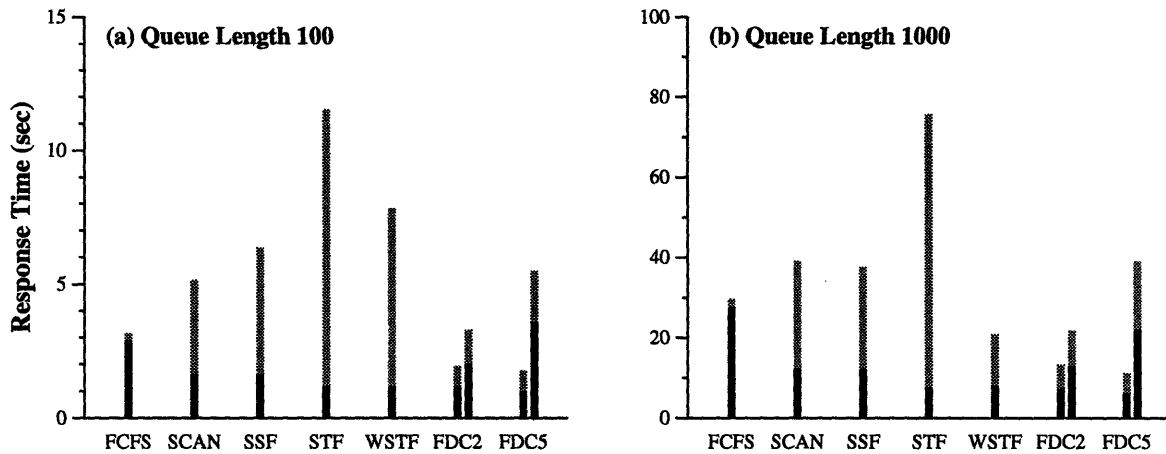 (a) Queue Length 100
Response Time (sec)
15
10
5
0
FCFS SCAN SSF STF WSTF FDC2 FDC5
(b) Queue Length 1000
100
80
60
40
20
0
FCFS SCAN SSF STF WSTF FDC2 FDC5